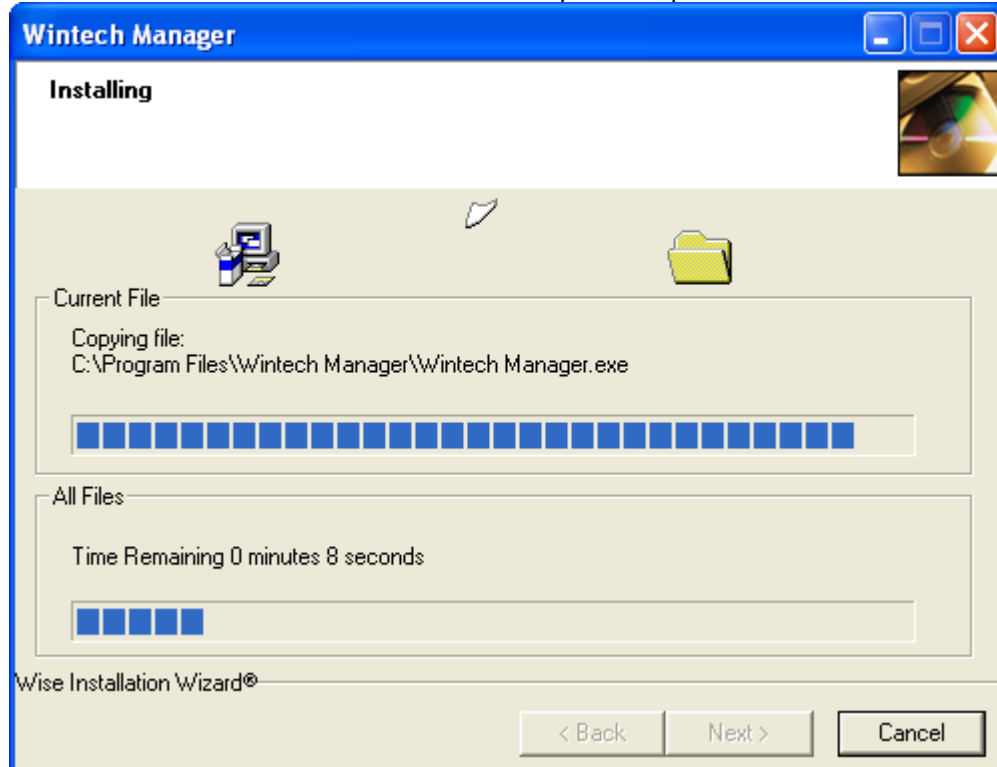 Wintech Manager
Installing
Current File
Copying file:
C:\Program Files\Wintech Manager\Wintech Manager.exe
All Files
Time Remaining 0 minutes 8 seconds
Wise Installation Wizard®
< Back
Next >
Cancel